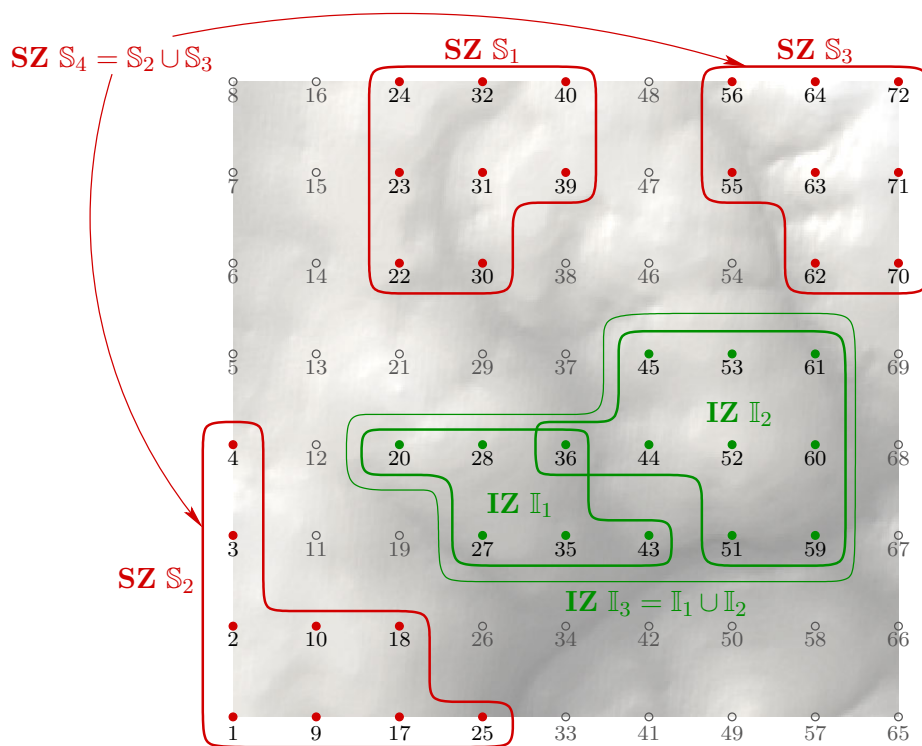 SZ 𝕊₁ SZ 𝕊₃
SZ 𝕊₄ = 𝕊₂ ∪ 𝕊₃
8 16 24 32 40 48 56 64 72
7 15 23 31 39 47 55 63 71
6 14 22 30 38 46 54 62 70
5 13 21 29 37 45 53 61 69
IZ 𝕀₂
4 12 20 28 36 44 52 60 68
IZ 𝕀₁
3 11 19 27 35 43 51 59 67
SZ 𝕊₂
IZ 𝕀₃ = 𝕀₁ ∪ 𝕀₂
2 10 18 26 34 42 50 58 66
1 9 17 25 33 41 49 57 65